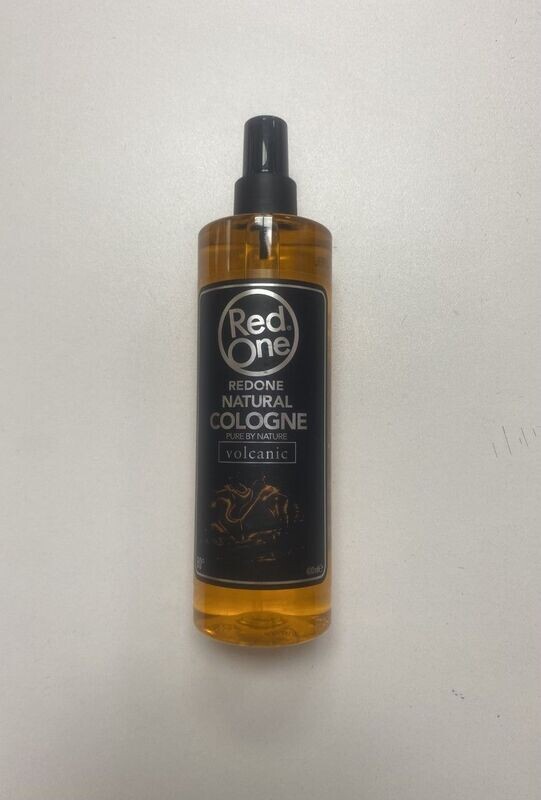 Red
One
REDONE
NATURAL
COLOGNE
PURE BY NATURE
volcanic